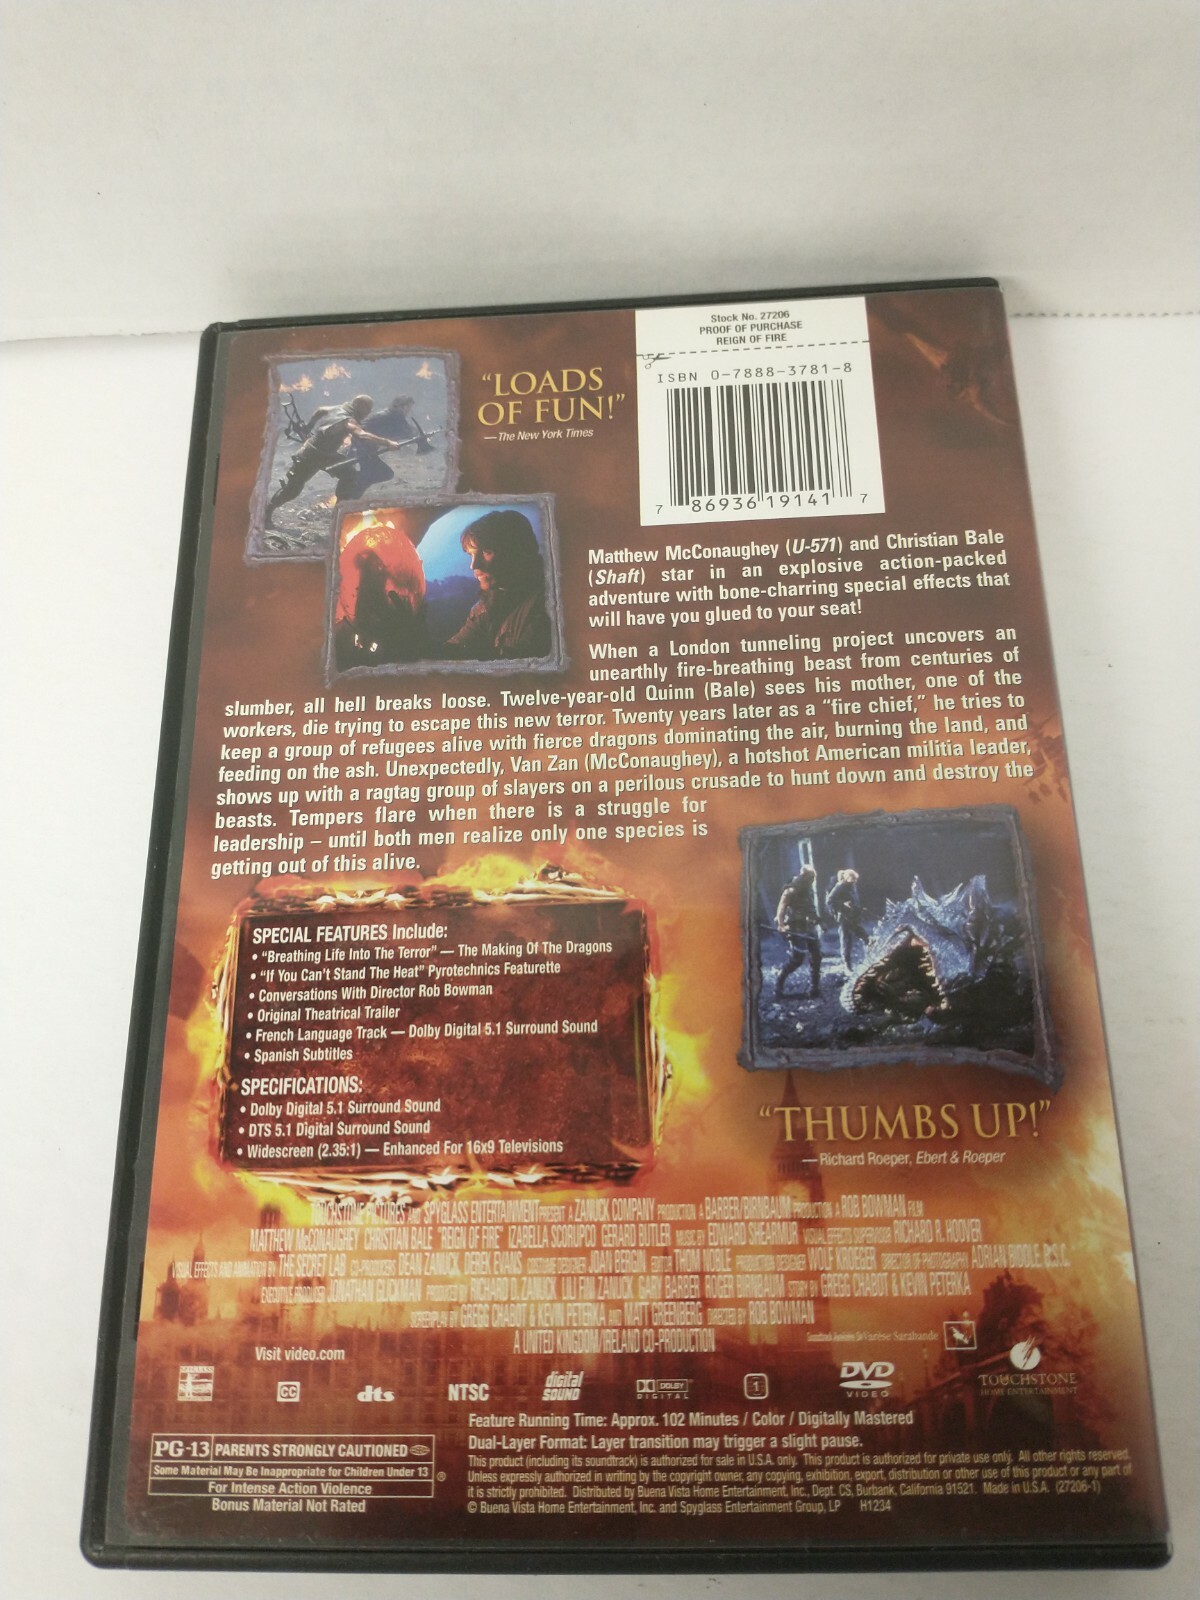 Stock No. 27206
PROOF OF PURCHASE
REIGN OF FIRE
ISBN 0-7888-3781-8
7 86936 19141 7
"LOADS
OF FUN!"
—The New York Times
Matthew McConaughey (U-571) and Christian Bale
(Shaft) star in an explosive action-packed
adventure with bone-charring special effects that
will have you glued to your seat!
When a London tunneling project uncovers an
unearthly fire-breathing beast from centuries of
slumber, all hell breaks loose. Twelve-year-old Quinn (Bale) sees his mother, one of the
workers, die trying to escape this new terror. Twenty years later as a "fire chief," he tries to
keep a group of refugees alive with fierce dragons dominating the air, burning the land, and
feeding on the ash. Unexpectedly, Van Zan (McConaughey), a hotshot American militia leader,
shows up with a ragtag group of slayers on a perilous crusade to hunt down and destroy the
beasts. Tempers flare when there is a struggle for
leadership – until both men realize only one species is
getting out of this alive.
SPECIAL FEATURES Include:
• "Breathing Life Into The Terror" — The Making Of The Dragons
• "If You Can't Stand The Heat" Pyrotechnics Featurette
• Conversations With Director Rob Bowman
• Original Theatrical Trailer
• French Language Track — Dolby Digital 5.1 Surround Sound
• Spanish Subtitles
SPECIFICATIONS:
• Dolby Digital 5.1 Surround Sound
• DTS 5.1 Digital Surround Sound
• Widescreen (2.35:1) — Enhanced For 16x9 Televisions
"THUMBS UP!"
—Richard Roeper, Ebert & Roeper
TOUCHSTONE PICTURES AND SPYGLASS ENTERTAINMENT PRESENT A ZANUCK COMPANY PRODUCTION A BARBER/BIRNBAUM PRODUCTION A ROB BOWMAN FILM
MATTHEW McCONAUGHEY CHRISTIAN BALE "REIGN OF FIRE" IZABELLA SCORUPCO GERARD BUTLER MUSIC BY EDWARD SHEARMUR VISUAL EFFECTS SUPERVISOR RICHARD R. HOOVER
VISUAL EFFECTS AND ANIMATION BY THE SECRET LAB CO-PRODUCERS DEAN ZANUCK DEREK EVANS COSTUME DESIGNER JOAN BERGIN EDITOR THOM NOBLE PRODUCTION DESIGNER WOLF KROEGER DIRECTOR OF PHOTOGRAPHY ADRIAN BIDDLE B.S.C.
EXECUTIVE PRODUCER JONATHAN GLICKMAN PRODUCED BY RICHARD D. ZANUCK LILI FINI ZANUCK GARY BARBER ROGER BIRNBAUM STORY BY GREGG CHABOT & KEVIN PETERKA
SCREENPLAY BY GREGG CHABOT & KEVIN PETERKA AND MATT GREENBERG DIRECTED BY ROB BOWMAN
A UNITED KINGDOM/IRELAND CO-PRODUCTION
Soundtrack Available On Varèse Sarabande
Visit video.com
SPYGLASS CC dts NTSC digital SOUND DOLBY DIGITAL 1 DVD VIDEO TOUCHSTONE HOME ENTERTAINMENT
Feature Running Time: Approx. 102 Minutes / Color / Digitally Mastered
Dual-Layer Format: Layer transition may trigger a slight pause.
This product (including its soundtrack) is authorized for sale in U.S.A. only. This product is authorized for private use only. All other rights reserved.
Unless expressly authorized in writing by the copyright owner, any copying, exhibition, export, distribution or other use of this product or any part of
it is strictly prohibited. Distributed by Buena Vista Home Entertainment, Inc., Dept. CS, Burbank, California 91521. Made in U.S.A. (27206-1)
© Buena Vista Home Entertainment, Inc. and Spyglass Entertainment Group, LP H1234
PG-13 PARENTS STRONGLY CAUTIONED
Some Material May Be Inappropriate for Children Under 13 ®
For Intense Action Violence
Bonus Material Not Rated